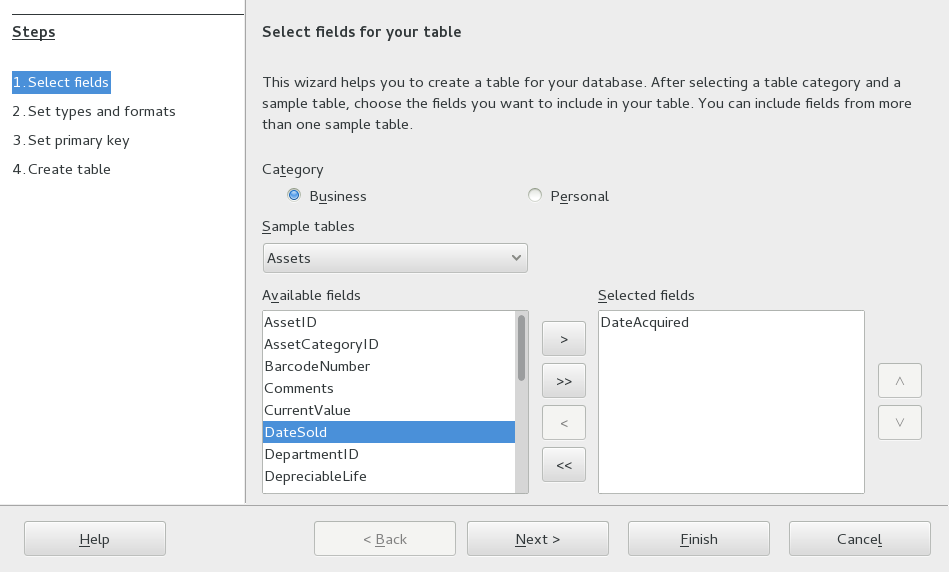 Steps
1. Select fields
2. Set types and formats
3. Set primary key
4. Create table
Select fields for your table
This wizard helps you to create a table for your database. After selecting a table category and a
sample table, choose the fields you want to include in your table. You can include fields from more
than one sample table.
Category
Business
Personal
Sample tables
Assets
Available fields
Selected fields
AssetID
AssetCategoryID
BarcodeNumber
Comments
CurrentValue
DateSold
DepartmentID
DepreciableLife
>
>>
<
<<
DateAcquired
^
v
Help
< Back
Next >
Finish
Cancel